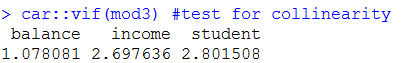 > car::vif(mod3) #test for collinearity
 balance   income  student
1.078081 2.697636 2.801508